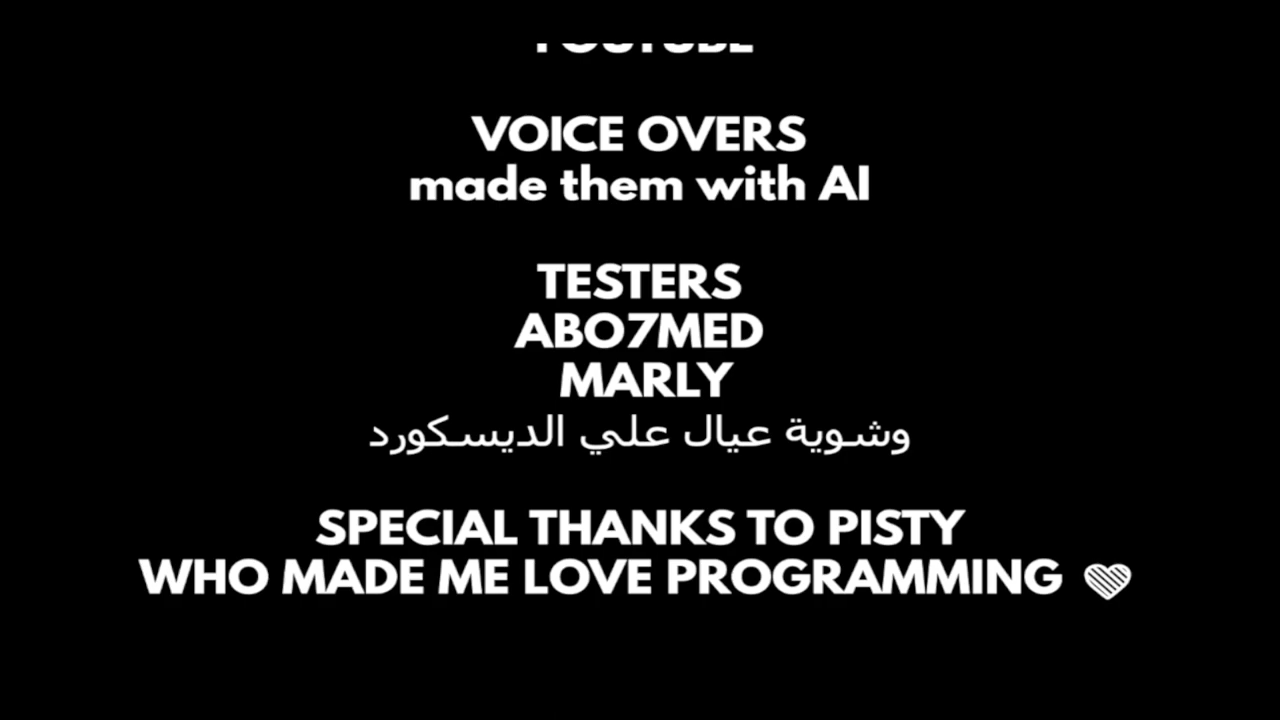 YOUTUBE
VOICE OVERS
made them with AI
TESTERS
ABO7MED
MARLY
وشوية عيال علي الديسكورد
SPECIAL THANKS TO PISTY
WHO MADE ME LOVE PROGRAMMING